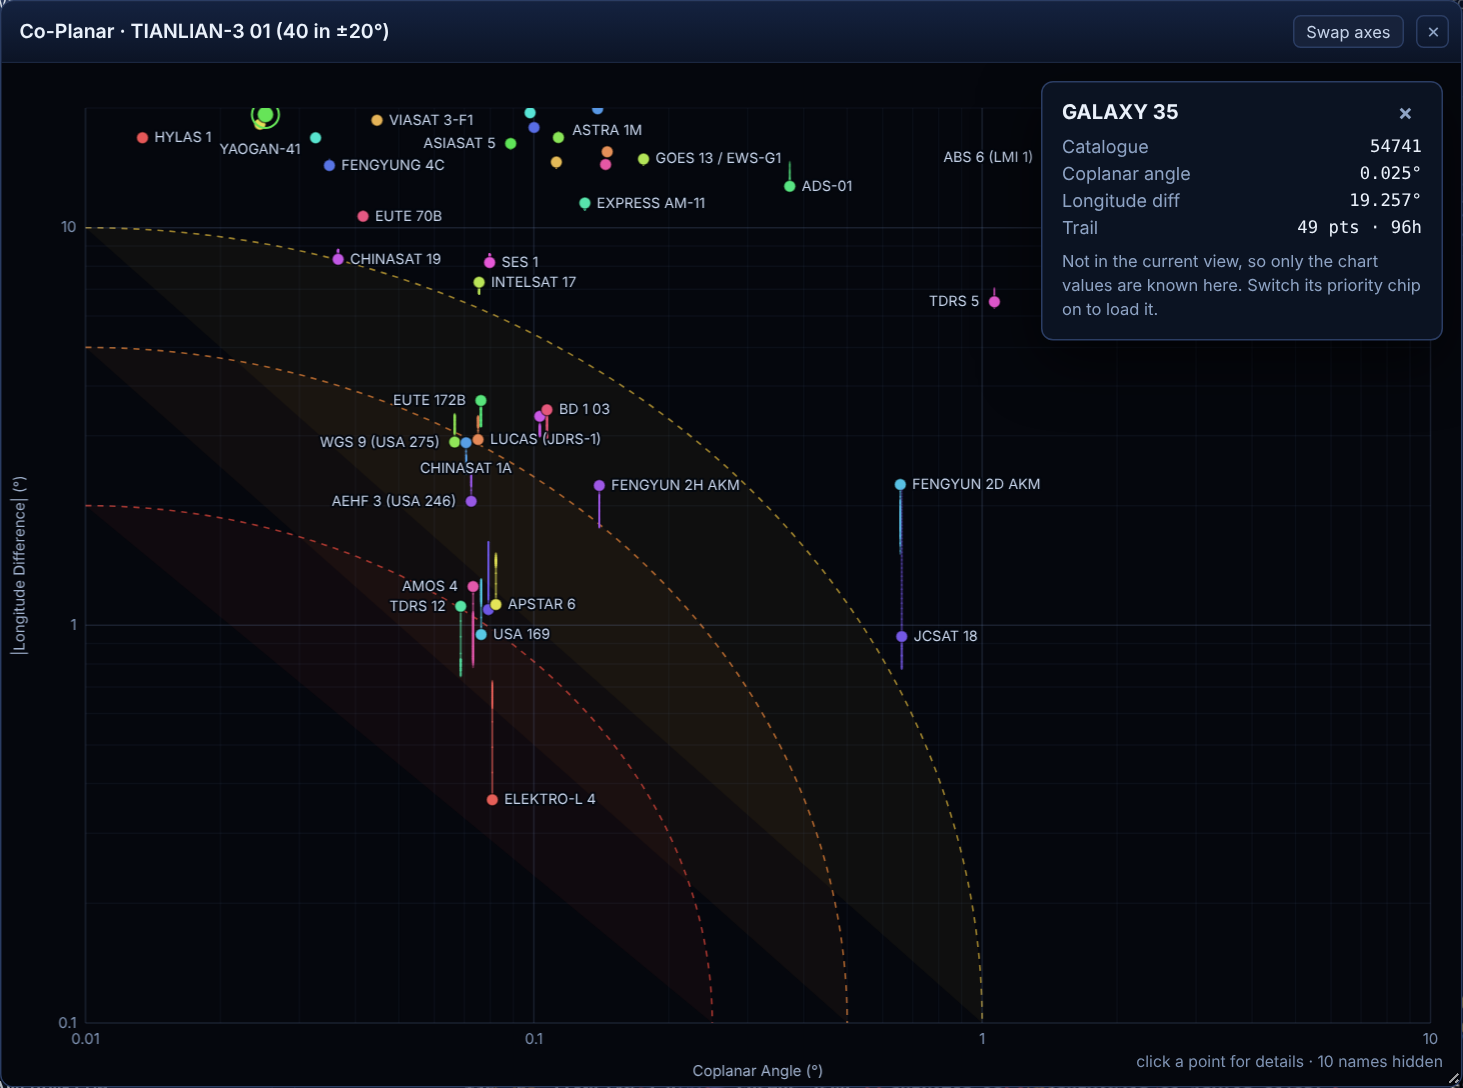 Co-Planar · TIANLIAN-3 01 (40 in ±20°)
Swap axes
×
GALAXY 35
×
Catalogue 54741
Coplanar angle 0.025°
Longitude diff 19.257°
Trail 49 pts · 96h
Not in the current view, so only the chart
values are known here. Switch its priority chip
on to load it.
HYLAS 1
YAOGAN-41
VIASAT 3-F1
FENGYUNG 4C
ASIASAT 5
ASTRA 1M
GOES 13 / EWS-G1
ABS 6 (LMI 1)
ADS-01
EXPRESS AM-11
EUTE 70B
10
CHINASAT 19
SES 1
INTELSAT 17
TDRS 5
EUTE 172B
BD 1 03
WGS 9 (USA 275)
LUCAS (JDRS-1)
CHINASAT 1A
AEHF 3 (USA 246)
FENGYUN 2H AKM
FENGYUN 2D AKM
AMOS 4
TDRS 12
APSTAR 6
1
USA 169
JCSAT 18
ELEKTRO-L 4
|Longitude Difference| (°)
0.1
0.01
0.1
1
10
Coplanar Angle (°)
click a point for details · 10 names hidden